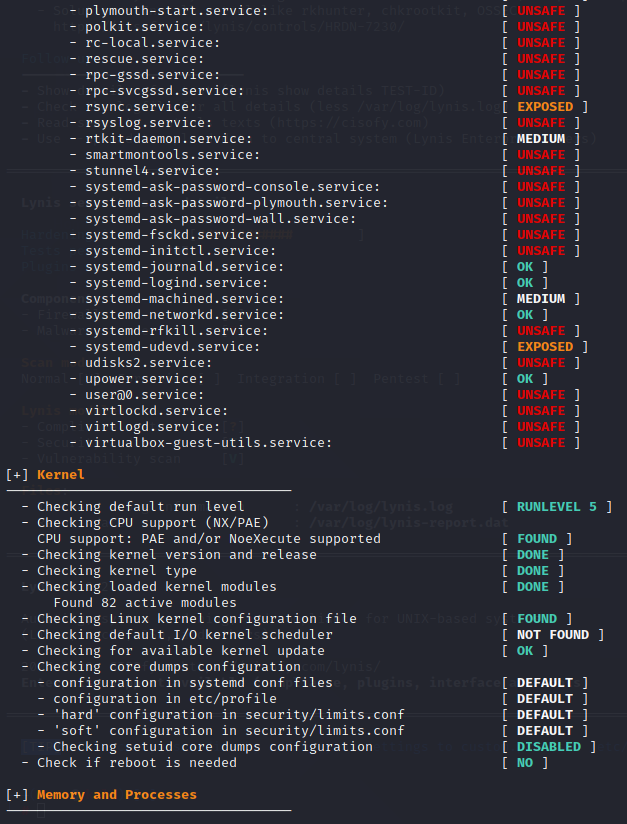 - plymouth-start.service: [ UNSAFE ]
- polkit.service: [ UNSAFE ]
- rc-local.service: [ UNSAFE ]
- rescue.service: [ UNSAFE ]
- rpc-gssd.service: [ UNSAFE ]
- rpc-svcgssd.service: [ UNSAFE ]
- rsync.service: [ EXPOSED ]
- rsyslog.service: [ UNSAFE ]
- rtkit-daemon.service: [ MEDIUM ]
- smartmontools.service: [ UNSAFE ]
- stunnel4.service: [ UNSAFE ]
- systemd-ask-password-console.service: [ UNSAFE ]
- systemd-ask-password-plymouth.service: [ UNSAFE ]
- systemd-ask-password-wall.service: [ UNSAFE ]
- systemd-fsckd.service: [ UNSAFE ]
- systemd-initctl.service: [ UNSAFE ]
- systemd-journald.service: [ OK ]
- systemd-logind.service: [ OK ]
- systemd-machined.service: [ MEDIUM ]
- systemd-networkd.service: [ OK ]
- systemd-rfkill.service: [ UNSAFE ]
- systemd-udevd.service: [ EXPOSED ]
- udisks2.service: [ UNSAFE ]
- upower.service: [ OK ]
- user@0.service: [ UNSAFE ]
- virtlockd.service: [ UNSAFE ]
- virtlogd.service: [ UNSAFE ]
- virtualbox-guest-utils.service: [ UNSAFE ]
[+] Kernel
------------------------------------
- Checking default run level [ RUNLEVEL 5 ]
- Checking CPU support (NX/PAE)
CPU support: PAE and/or NoeXecute supported [ FOUND ]
- Checking kernel version and release [ DONE ]
- Checking kernel type [ DONE ]
- Checking loaded kernel modules [ DONE ]
Found 82 active modules
- Checking Linux kernel configuration file [ FOUND ]
- Checking default I/O kernel scheduler [ NOT FOUND ]
- Checking for available kernel update [ OK ]
- Checking core dumps configuration
- configuration in systemd conf files [ DEFAULT ]
- configuration in etc/profile [ DEFAULT ]
- 'hard' configuration in security/limits.conf [ DEFAULT ]
- 'soft' configuration in security/limits.conf [ DEFAULT ]
- Checking setuid core dumps configuration [ DISABLED ]
- Check if reboot is needed [ NO ]
[+] Memory and Processes
------------------------------------